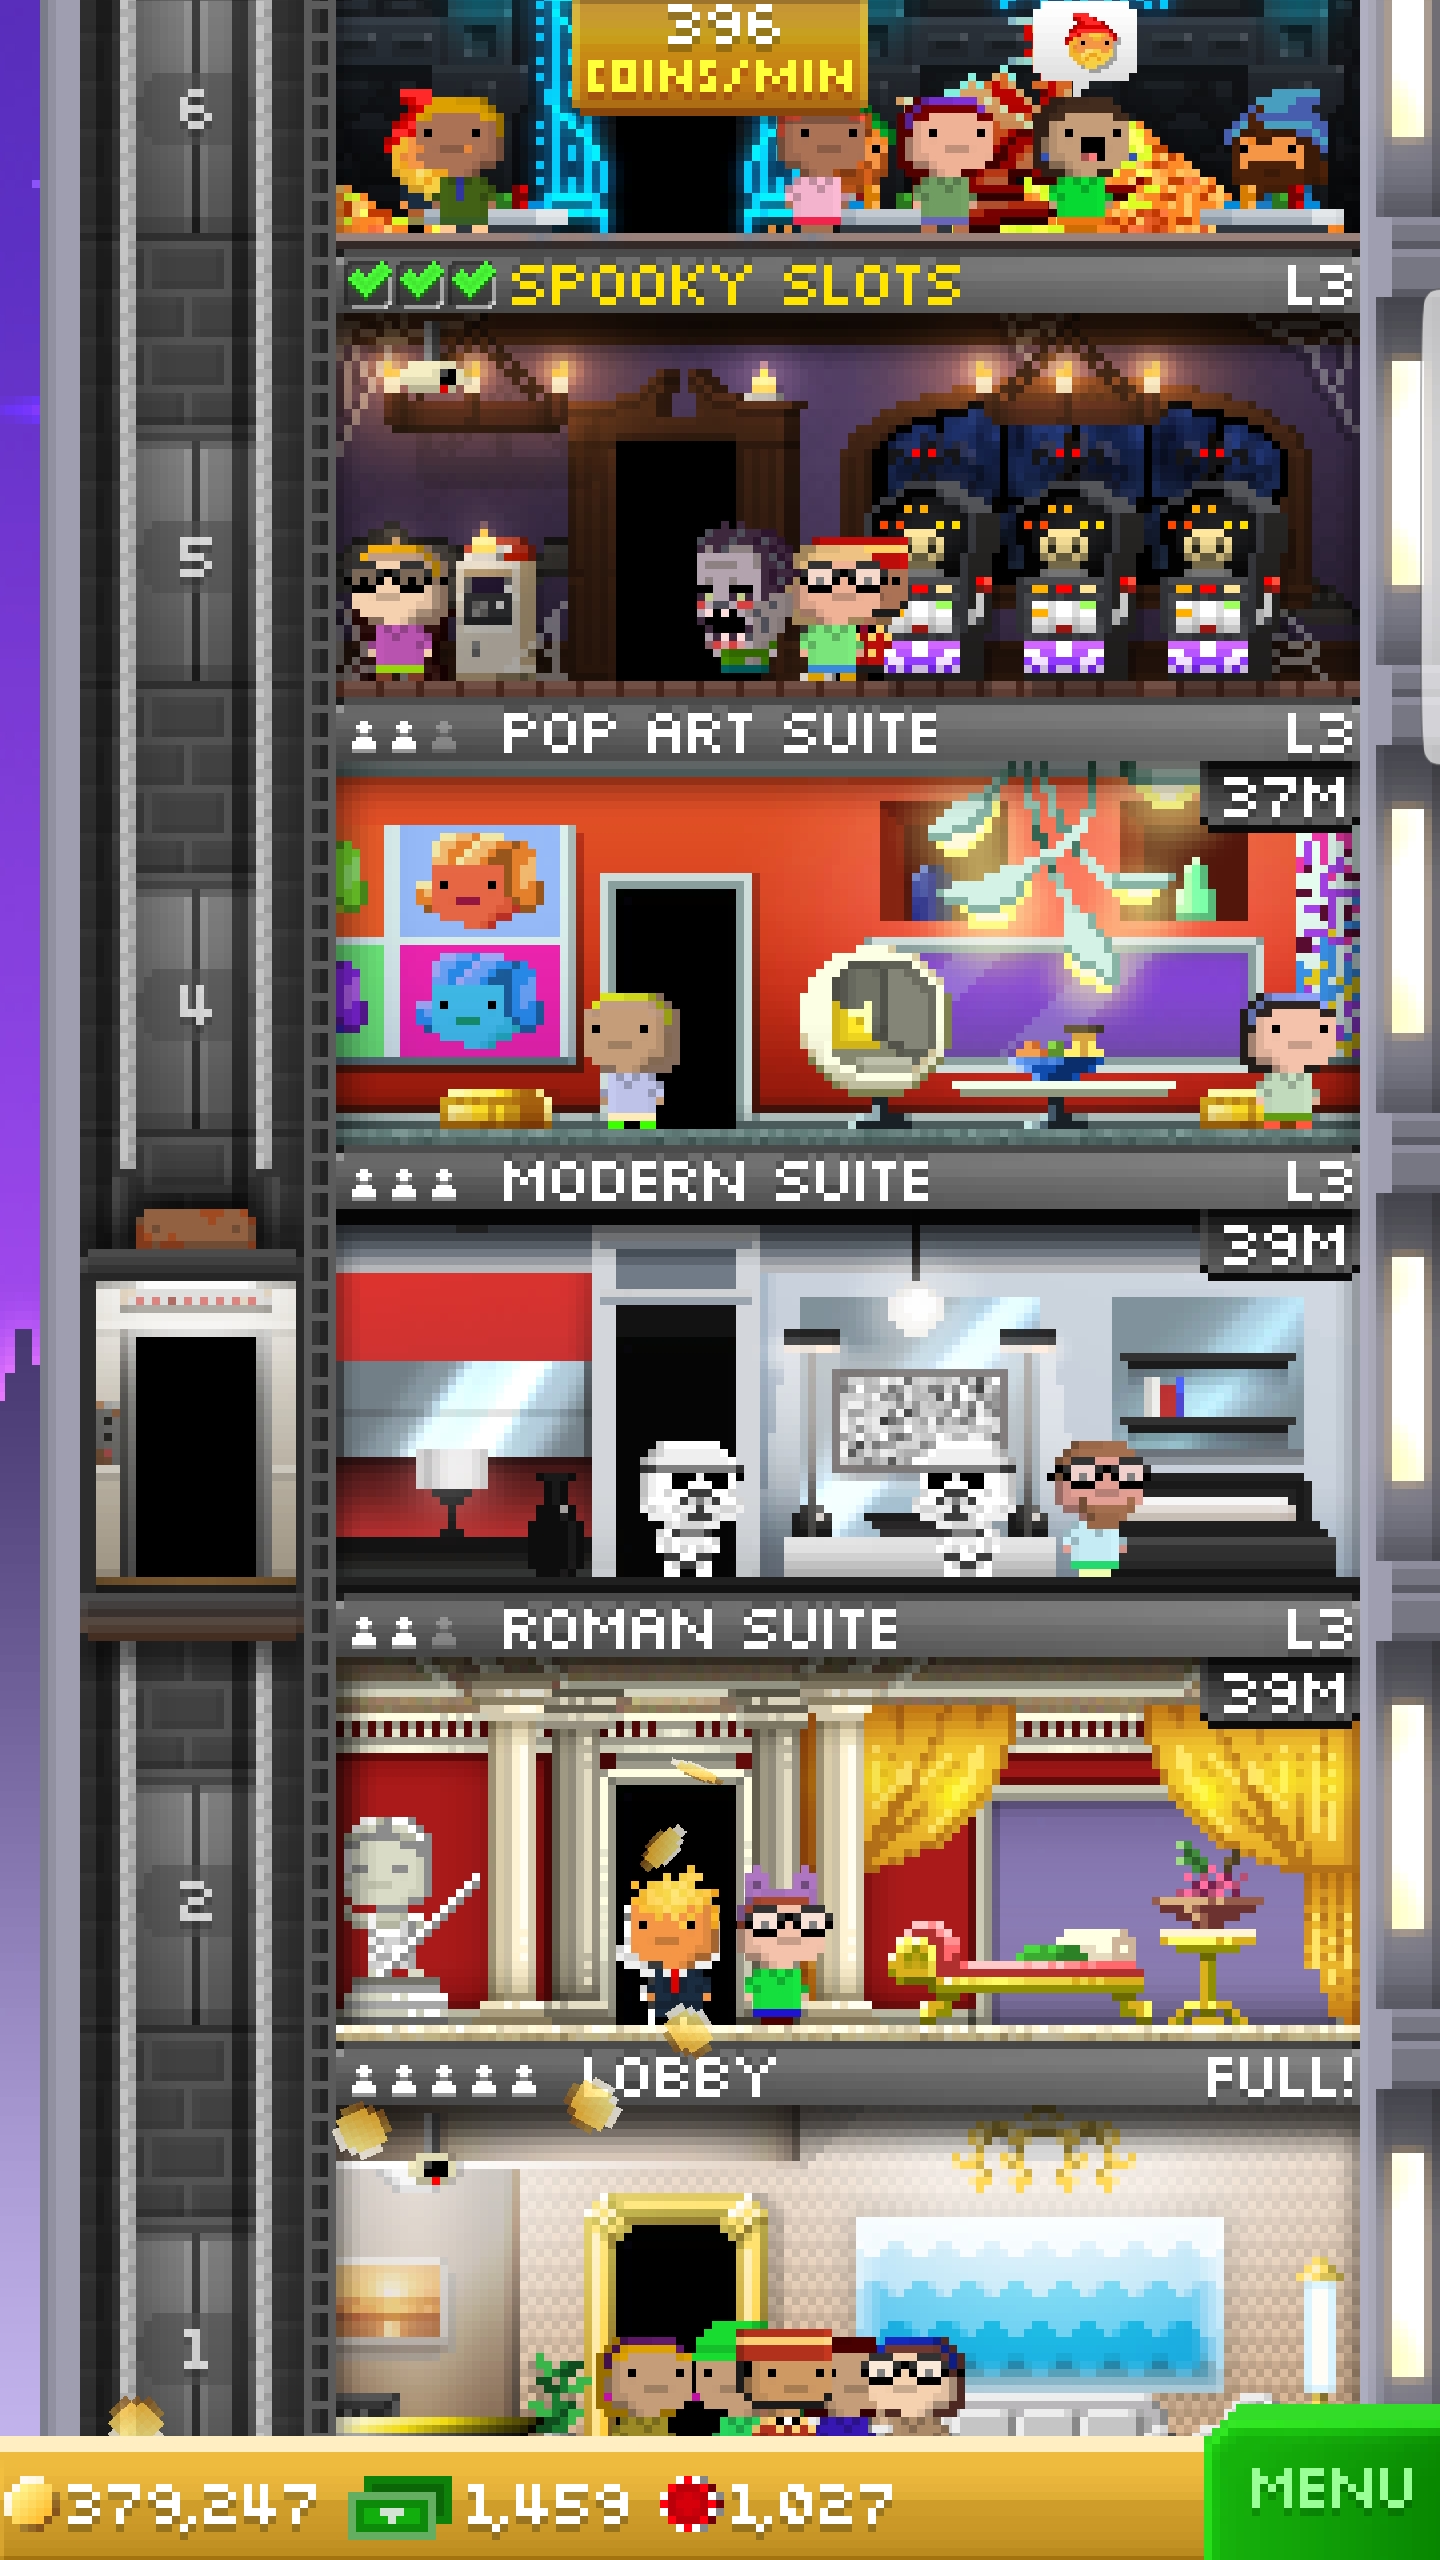 396
COINS/MIN
6
SPOOKY SLOTS L3
5
POP ART SUITE L3
37M
4
MODERN SUITE L3
39M
ROMAN SUITE L3
39M
2
LOBBY FULL!
1
379,247 1,459 1,027 MENU